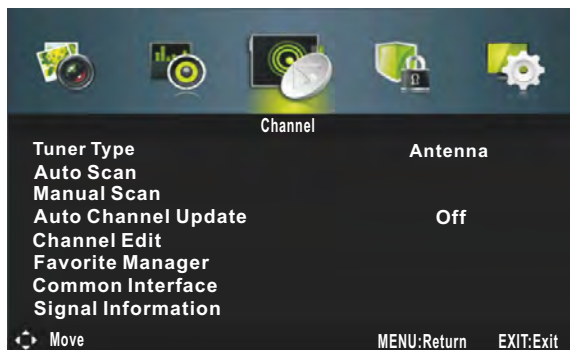 Channel
Tuner Type Antenna
Auto Scan
Manual Scan
Auto Channel Update Off
Channel Edit
Favorite Manager
Common Interface
Signal Information
Move MENU:Return EXIT:Exit